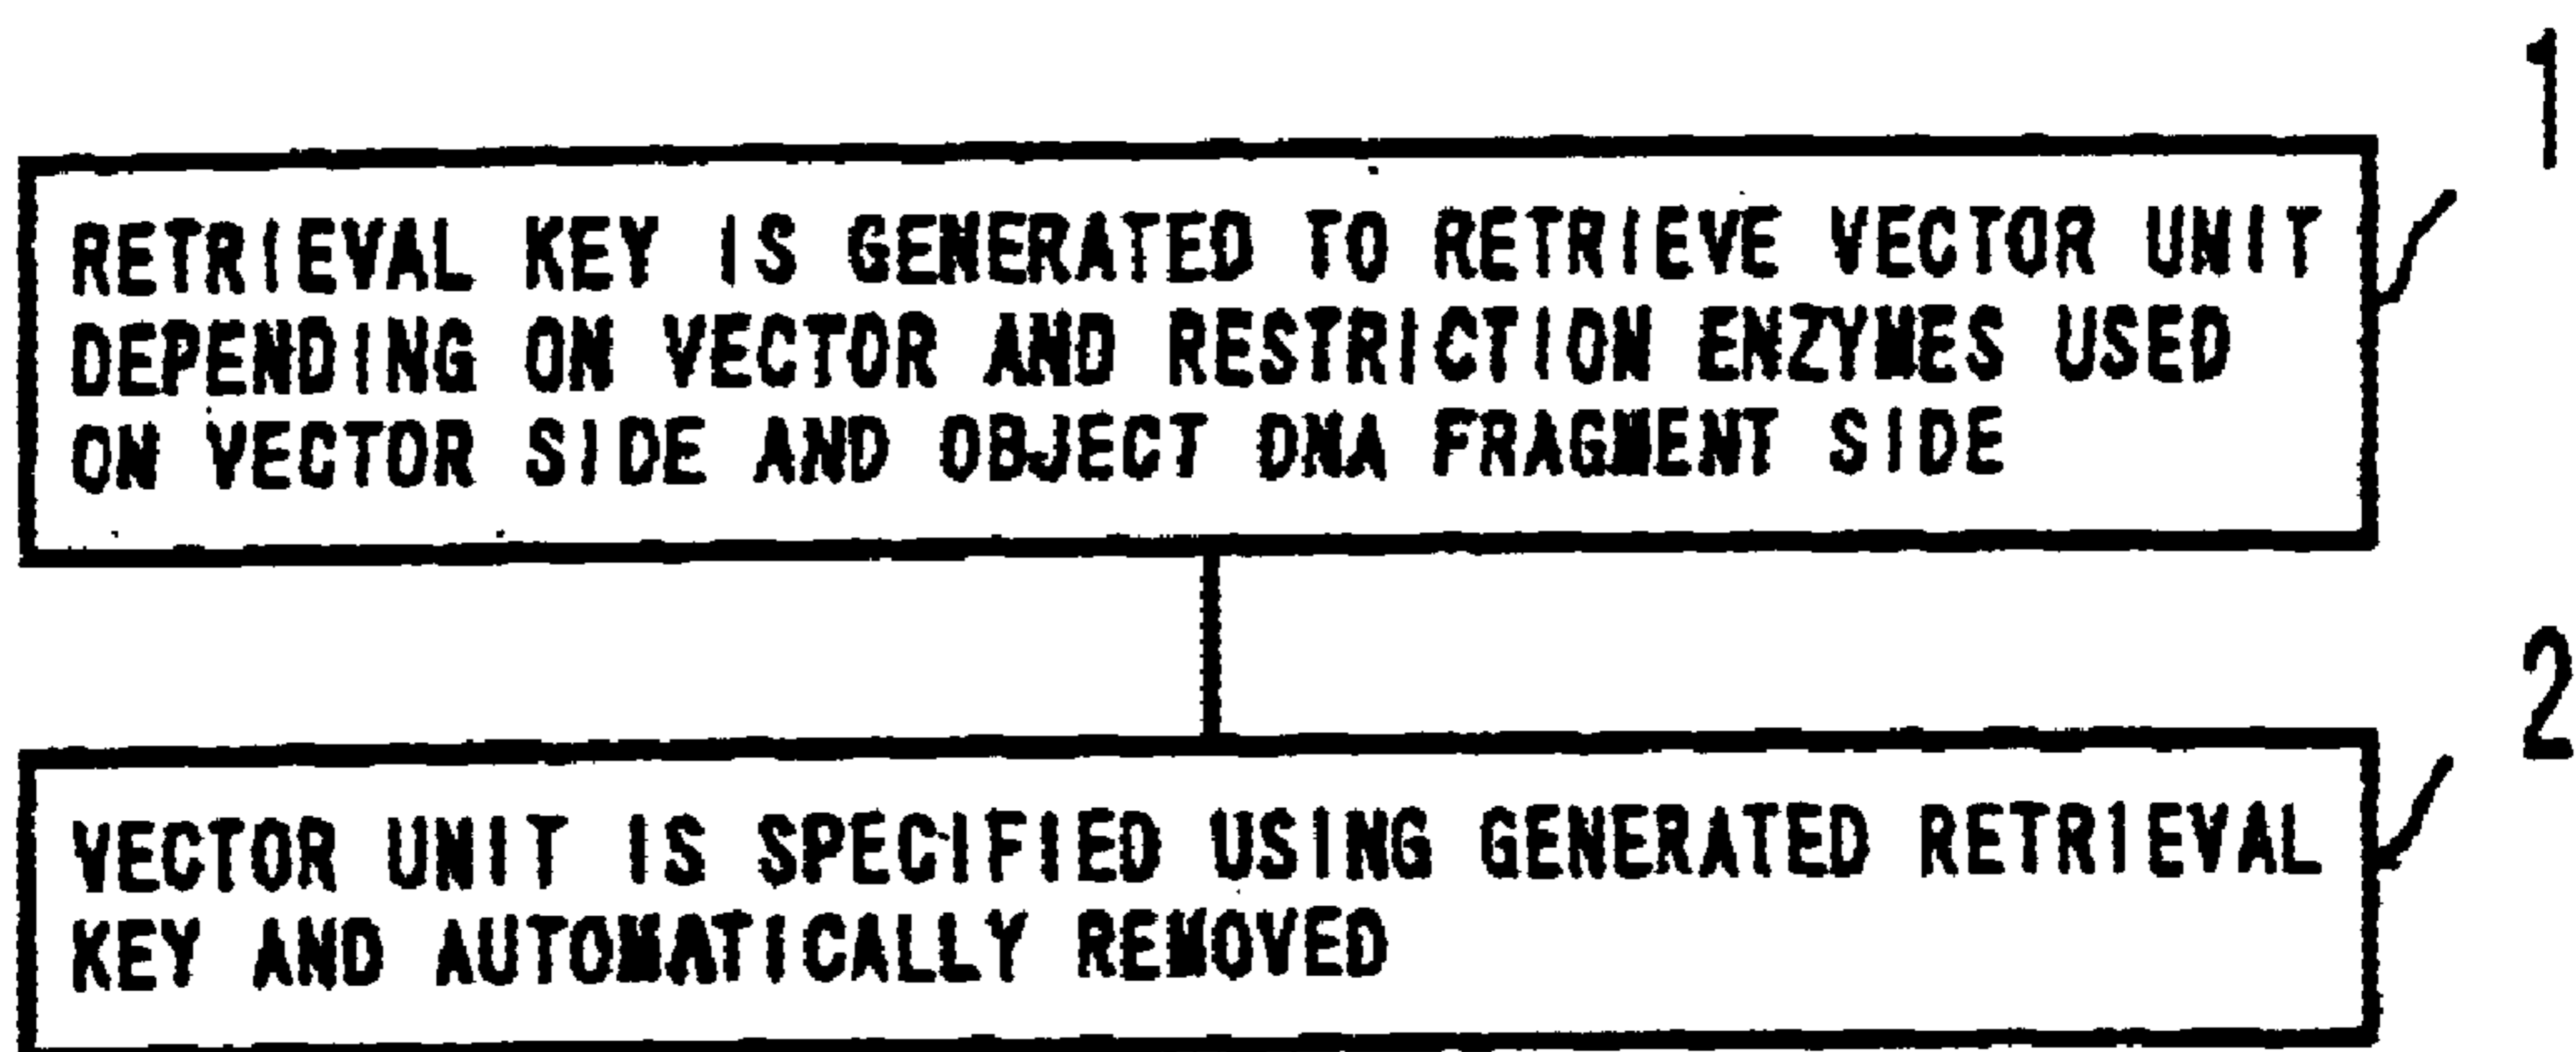 1
RETRIEVAL KEY IS GENERATED TO RETRIEVE VECTOR UNIT
DEPENDING ON VECTOR AND RESTRICTION ENZYMES USED
ON VECTOR SIDE AND OBJECT DNA FRAGMENT SIDE
2
VECTOR UNIT IS SPECIFIED USING GENERATED RETRIEVAL
KEY AND AUTOMATICALLY REMOVED